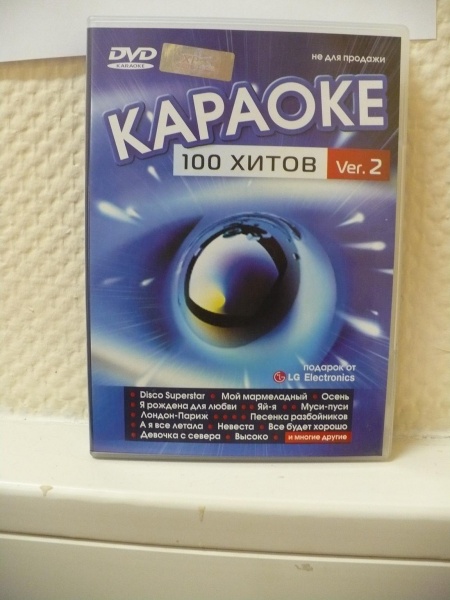 DVD
KARAOKE
не для продажи
КАРАОКЕ
100 ХИТОВ Ver.2
подарок от
LG Electronics
• Disco Superstar • Мой мармеладный • Осень
• Я рождена для любви • Яй-я • Муси-пуси
• Лондон-Париж • • • • Песенка разбойников
• А я все летала • Невеста • Все будет хорошо
• Девочка с севера • Высоко • и многие другие